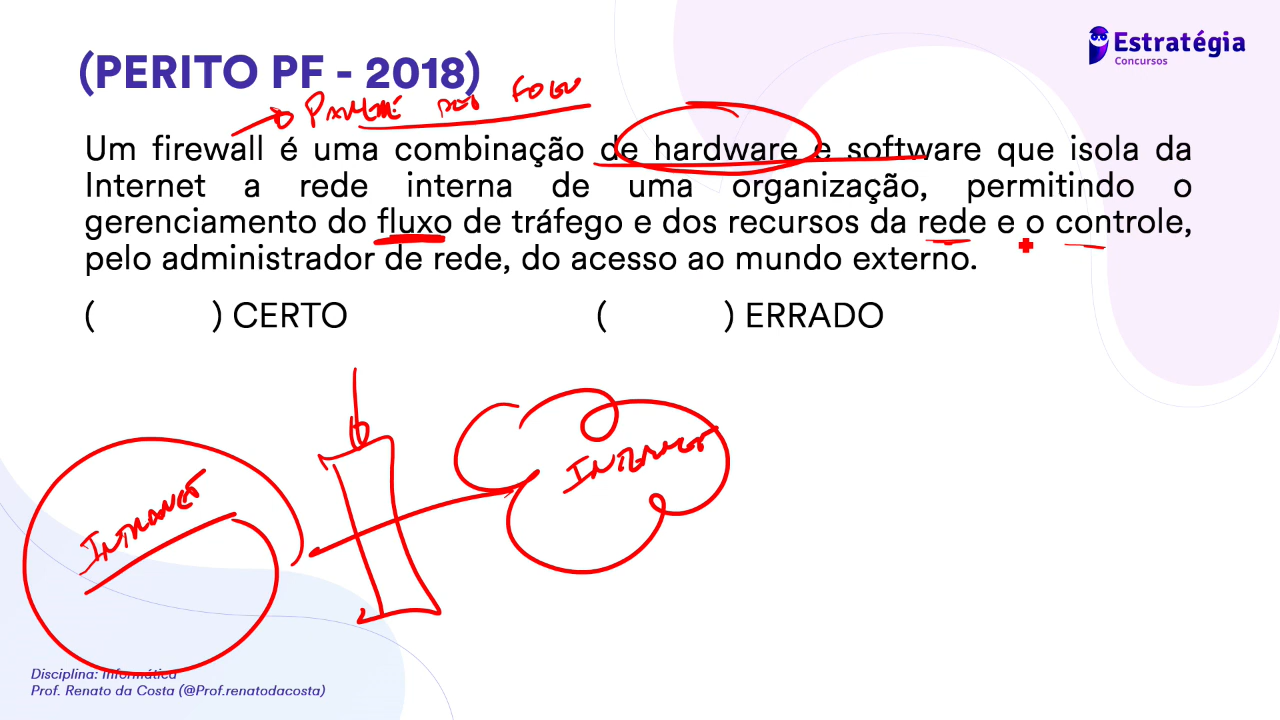 Estratégia
Concursos
(PERITO PF - 2018)
Um firewall é uma combinação de hardware e software que isola da
Internet a rede interna de uma organização, permitindo o
gerenciamento do fluxo de tráfego e dos recursos da rede e o controle,
pelo administrador de rede, do acesso ao mundo externo.
( ) CERTO ( ) ERRADO
INTRANET
INTERNET
Disciplina: Informática
Prof. Renato da Costa (@Prof.renatodacosta)